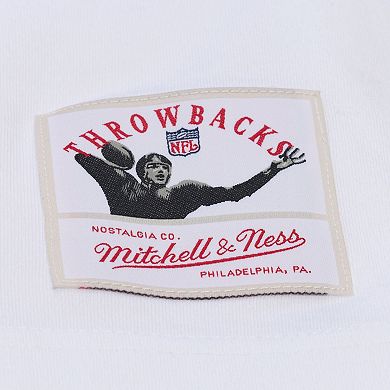 THROWBACKS
NFL
NOSTALGIA CO.
Mitchell & Ness
PHILADELPHIA, PA.